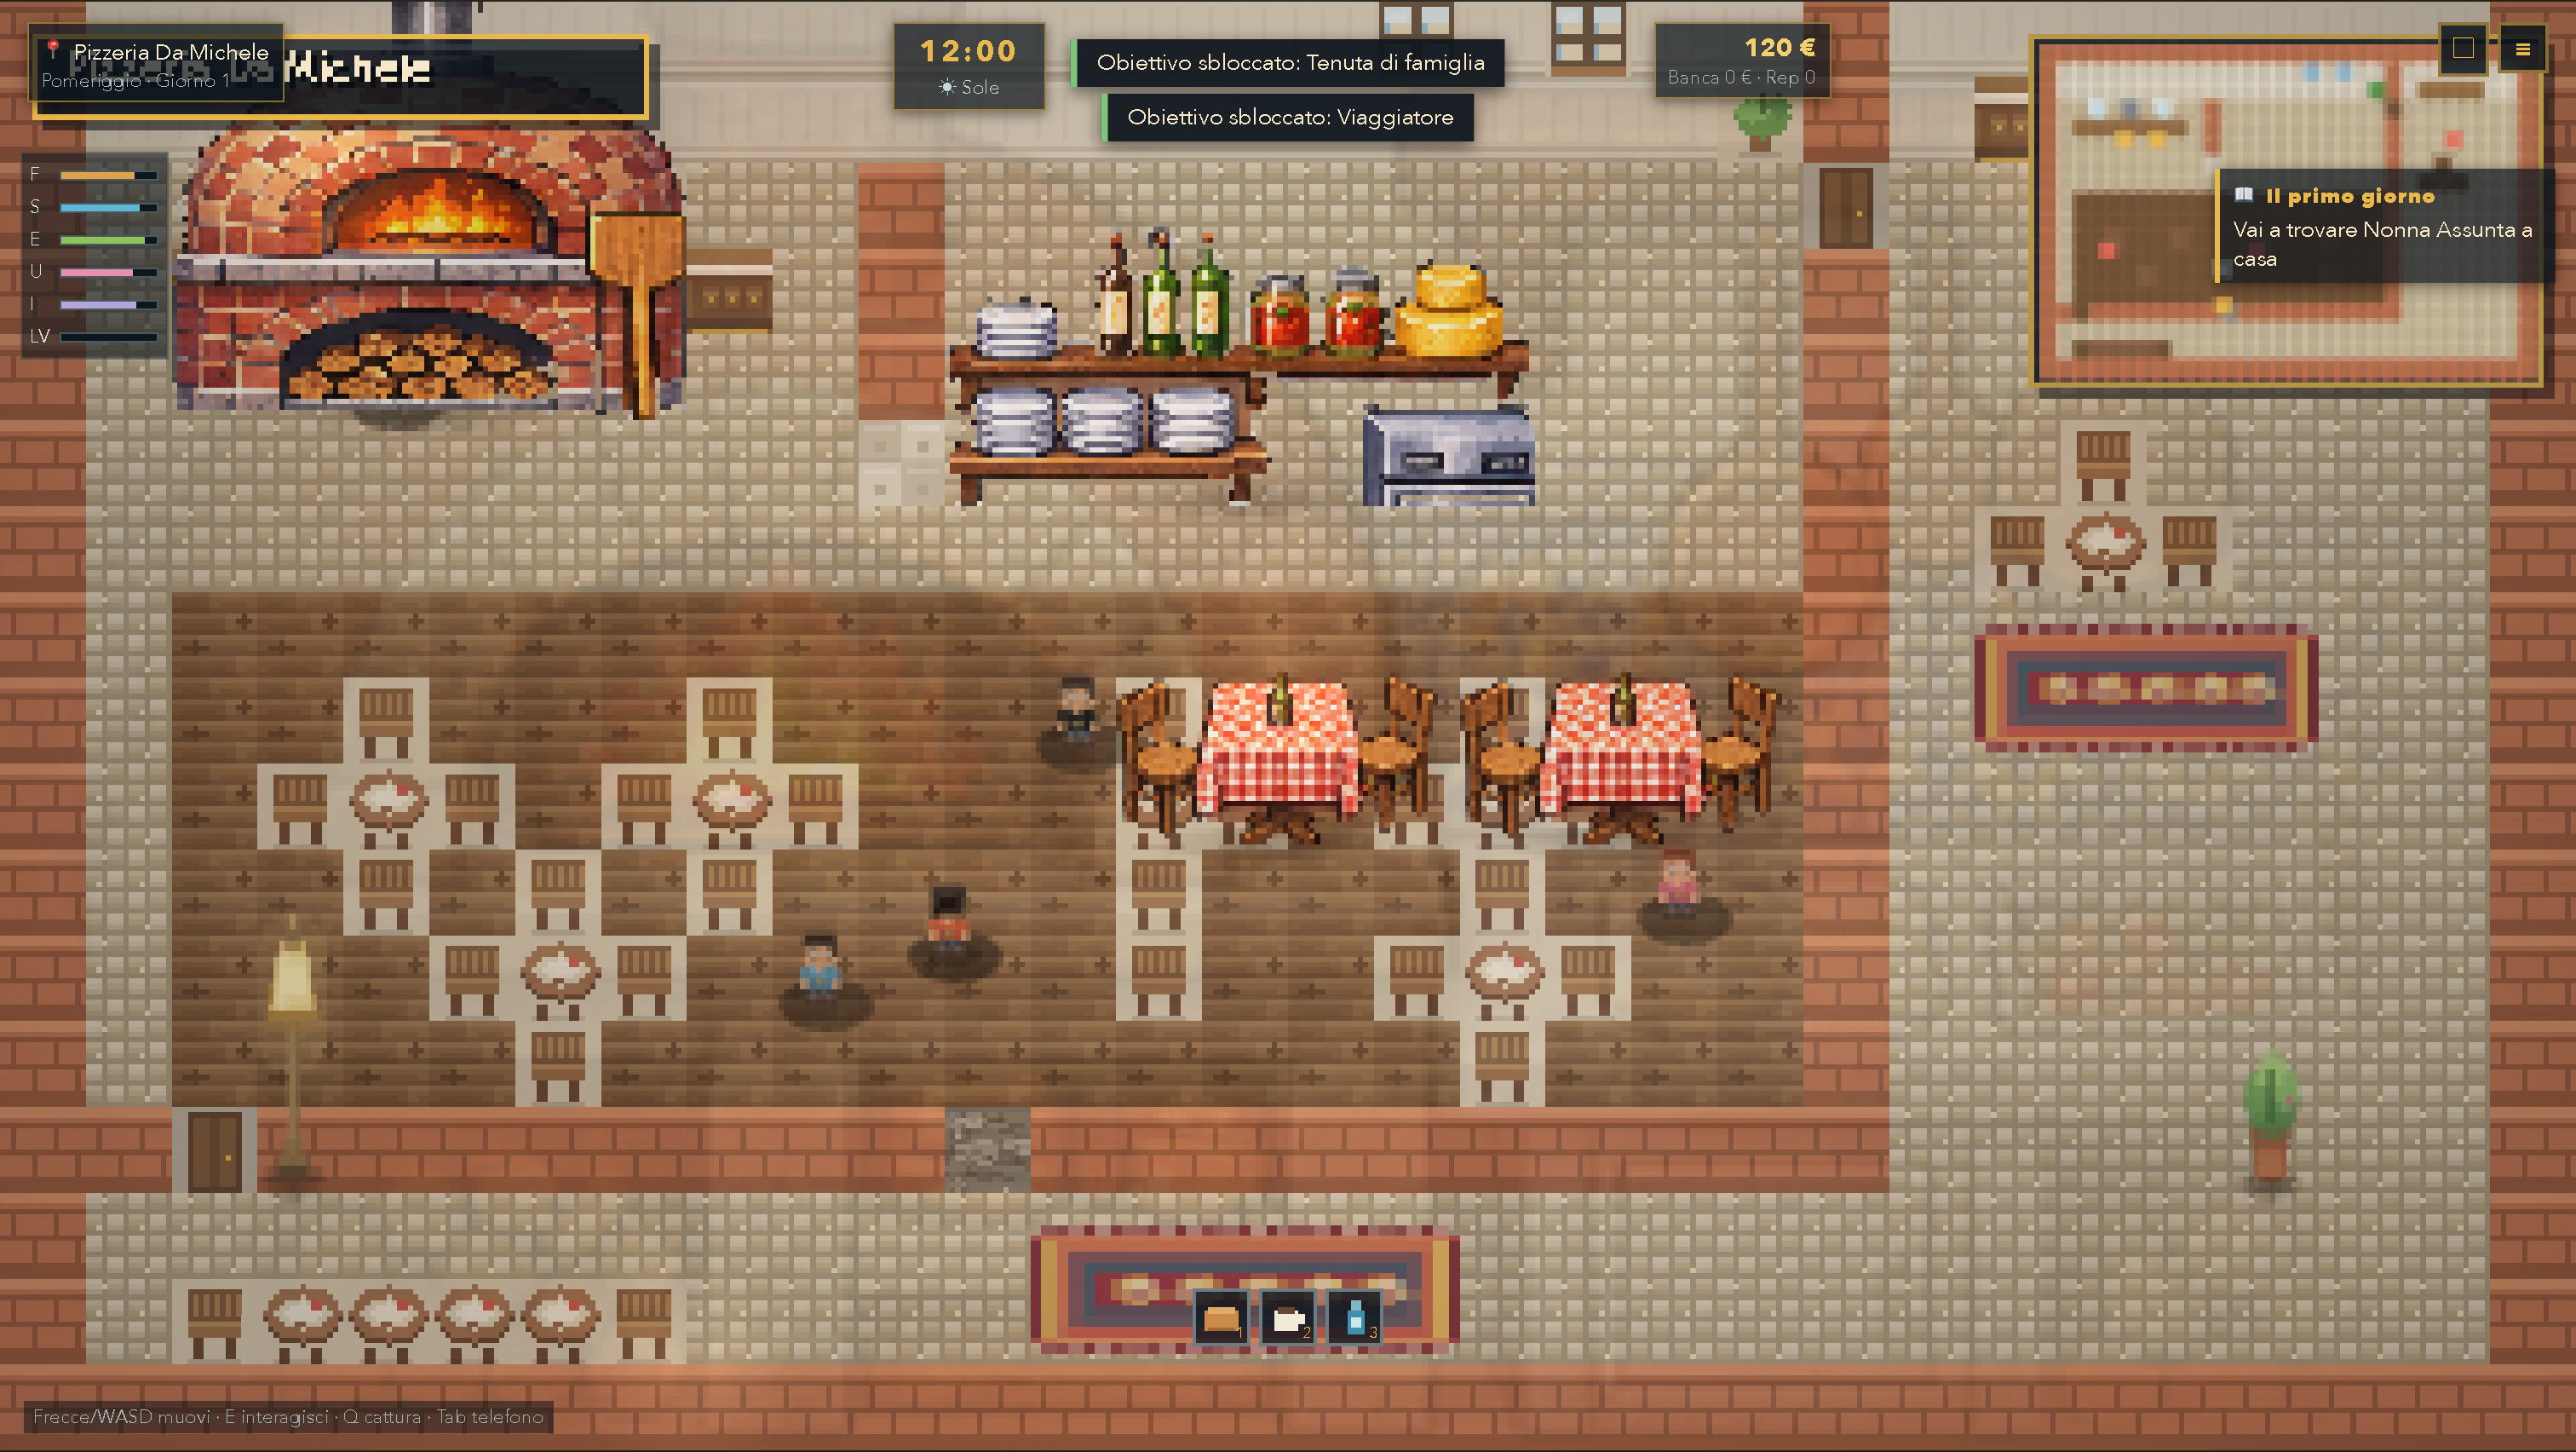 Pizzeria Da Michele
Pomeriggio · Giorno 1
Michele
12:00
☀ Sole
Obiettivo sbloccato: Tenuta di famiglia
Obiettivo sbloccato: Viaggiatore
120 €
Banca 0 € · Rep 0
F
S
E
U
I
LV
Il primo giorno
Vai a trovare Nonna Assunta a
casa
1
2
3
Frecce/WASD muovi · E interagisci · Q cattura · Tab telefono